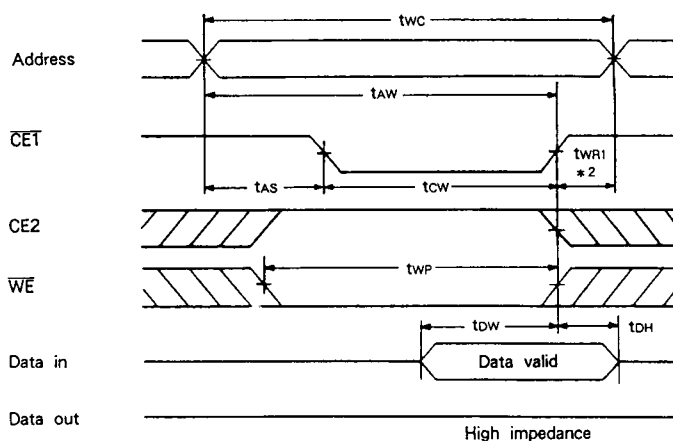 tWC
Address
tAW
CE1
tWR1
*2
tAS
tCW
CE2
tWP
WE
tDW
tDH
Data in
Data valid
Data out
High impedance